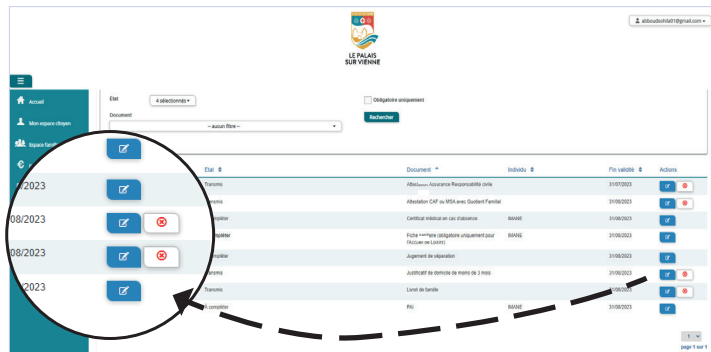 LE PALAIS
SUR VIENNE
abboudsohila01@gmail.com
Accueil
Mon espace citoyen
Espace famille
€
Etat
4 sélectionnés
Obligatoire uniquement
Document
-- aucun filtre --
Rechercher
Etat Document Individu Fin validité Actions
Transmis Assurance Responsabilité civile 31/07/2023
Attestation CAF ou MSA avec Quotient Familial 31/08/2023
Certificat médical en cas d'absence IMANE 31/08/2023
Fiche (obligatoire uniquement pour IMANE 31/08/2023
l'Accueil de Loisirs)
Jugement de séparation 31/08/2023
Justificatif de domicile de moins de 3 mois 31/08/2023
Transmis Livret de famille 31/08/2023
À compléter PAI IMANE 31/08/2023
/2023
08/2023
08/2023
/2023
1
page 1 sur 1